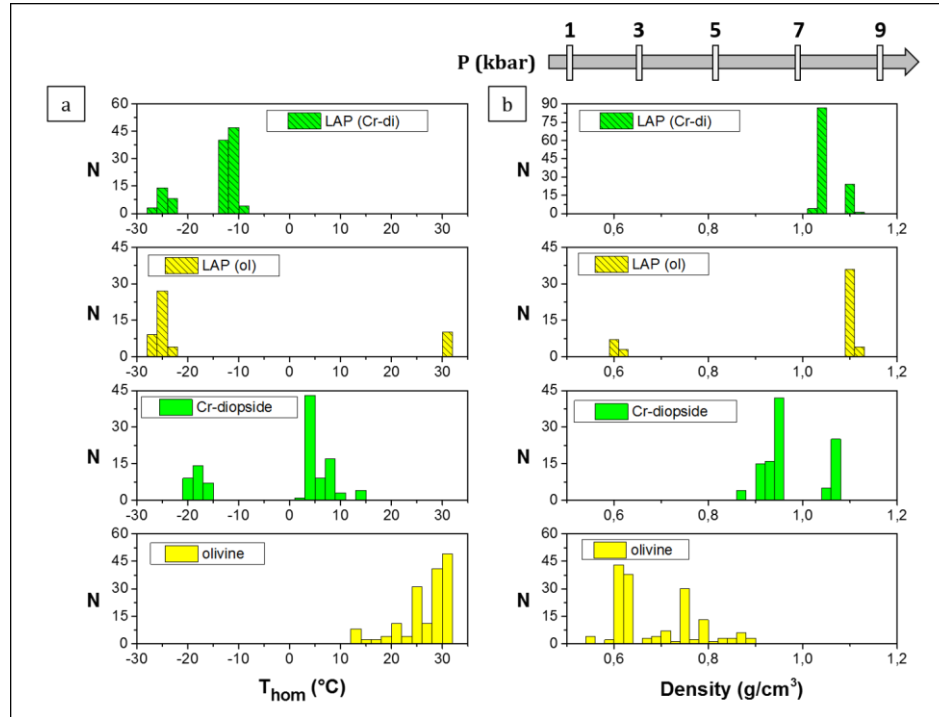 1 3 5 7 9
P (kbar)
a
b
60
45
30
15
0
N
LAP (Cr-di)
-30 -20 -10 0 10 20 30
90
75
60
45
30
15
0
N
LAP (Cr-di)
0,6 0,8 1,0 1,2
45
30
15
0
N
LAP (ol)
-30 -20 -10 0 10 20 30
45
30
15
0
N
LAP (ol)
0,6 0,8 1,0 1,2
45
30
15
0
N
Cr-diopside
-30 -20 -10 0 10 20 30
45
30
15
0
N
Cr-diopside
0,6 0,8 1,0 1,2
60
45
30
15
0
N
olivine
-30 -20 -10 0 10 20 30
T hom (°C)
60
45
30
15
0
N
olivine
0,6 0,8 1,0 1,2
Density (g/cm³)